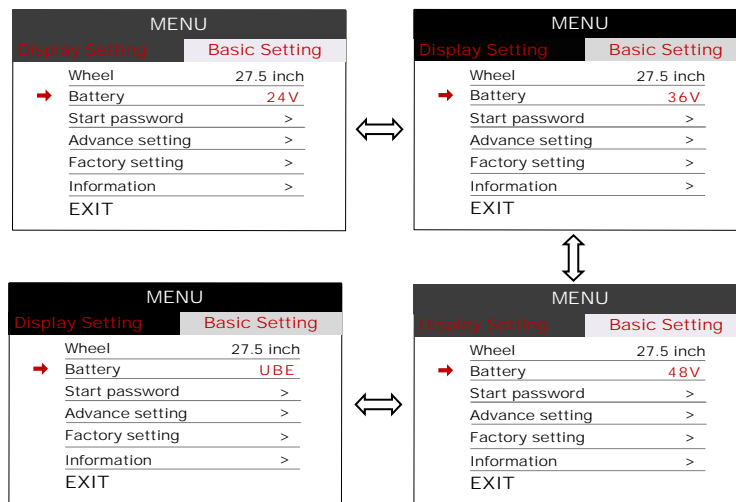 MENU
Display Setting Basic Setting
Wheel 27.5 inch
Battery 24V
Start password >
Advance setting >
Factory setting >
Information >
EXIT
MENU
Display Setting Basic Setting
Wheel 27.5 inch
Battery 36V
Start password >
Advance setting >
Factory setting >
Information >
EXIT
MENU
Display Setting Basic Setting
Wheel 27.5 inch
Battery UBE
Start password >
Advance setting >
Factory setting >
Information >
EXIT
MENU
Display Setting Basic Setting
Wheel 27.5 inch
Battery 48V
Start password >
Advance setting >
Factory setting >
Information >
EXIT